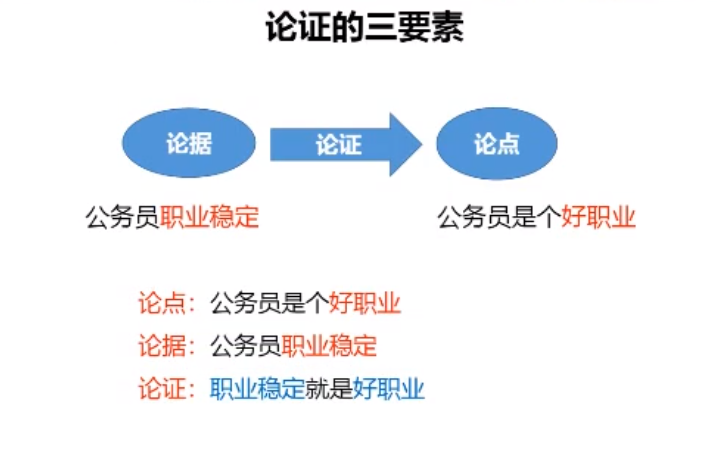 论证的三要素
论据 论证 论点
公务员职业稳定 公务员是个好职业
论点：公务员是个好职业
论据：公务员职业稳定
论证：职业稳定就是好职业